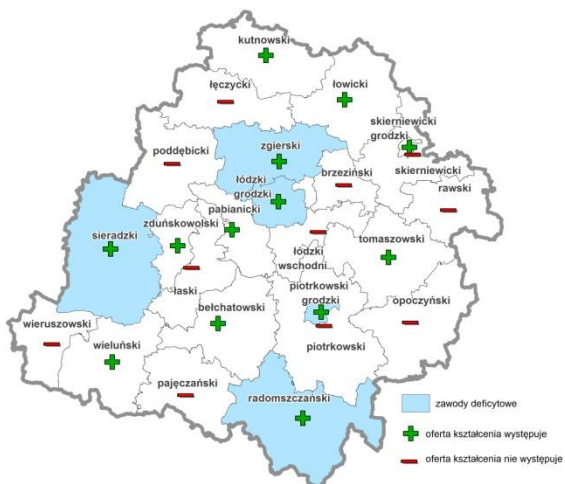 kutnowski
łęczycki
łowicki
skierniewicki
grodzki
zgierski
poddębicki
brzeziński
skierniewicki
rawski
łódzki
grodzki
pabianicki
zduńskowolski
sieradzki
łódzki
wschodni
tomaszowski
łaski
piotrkowski
grodzki
bełchatowski
opoczyński
wieruszowski
wieluński
piotrkowski
pajęczański
radomszczański
zawody deficytowe
oferta kształcenia występuje
oferta kształcenia nie występuje